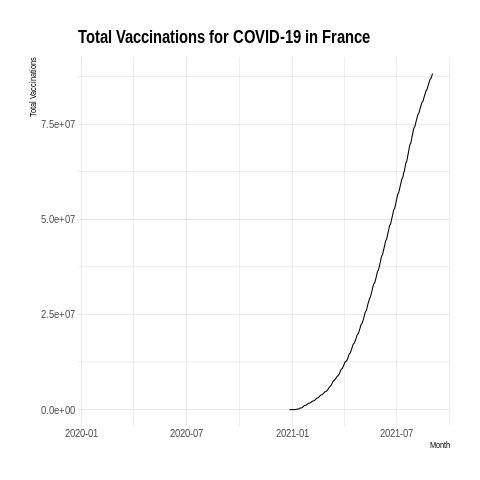 Total Vaccinations for COVID-19 in France
Total Vaccinations
7.5e+07
5.0e+07
2.5e+07
0.0e+00
2020-01 2020-07 2021-01 2021-07
Month